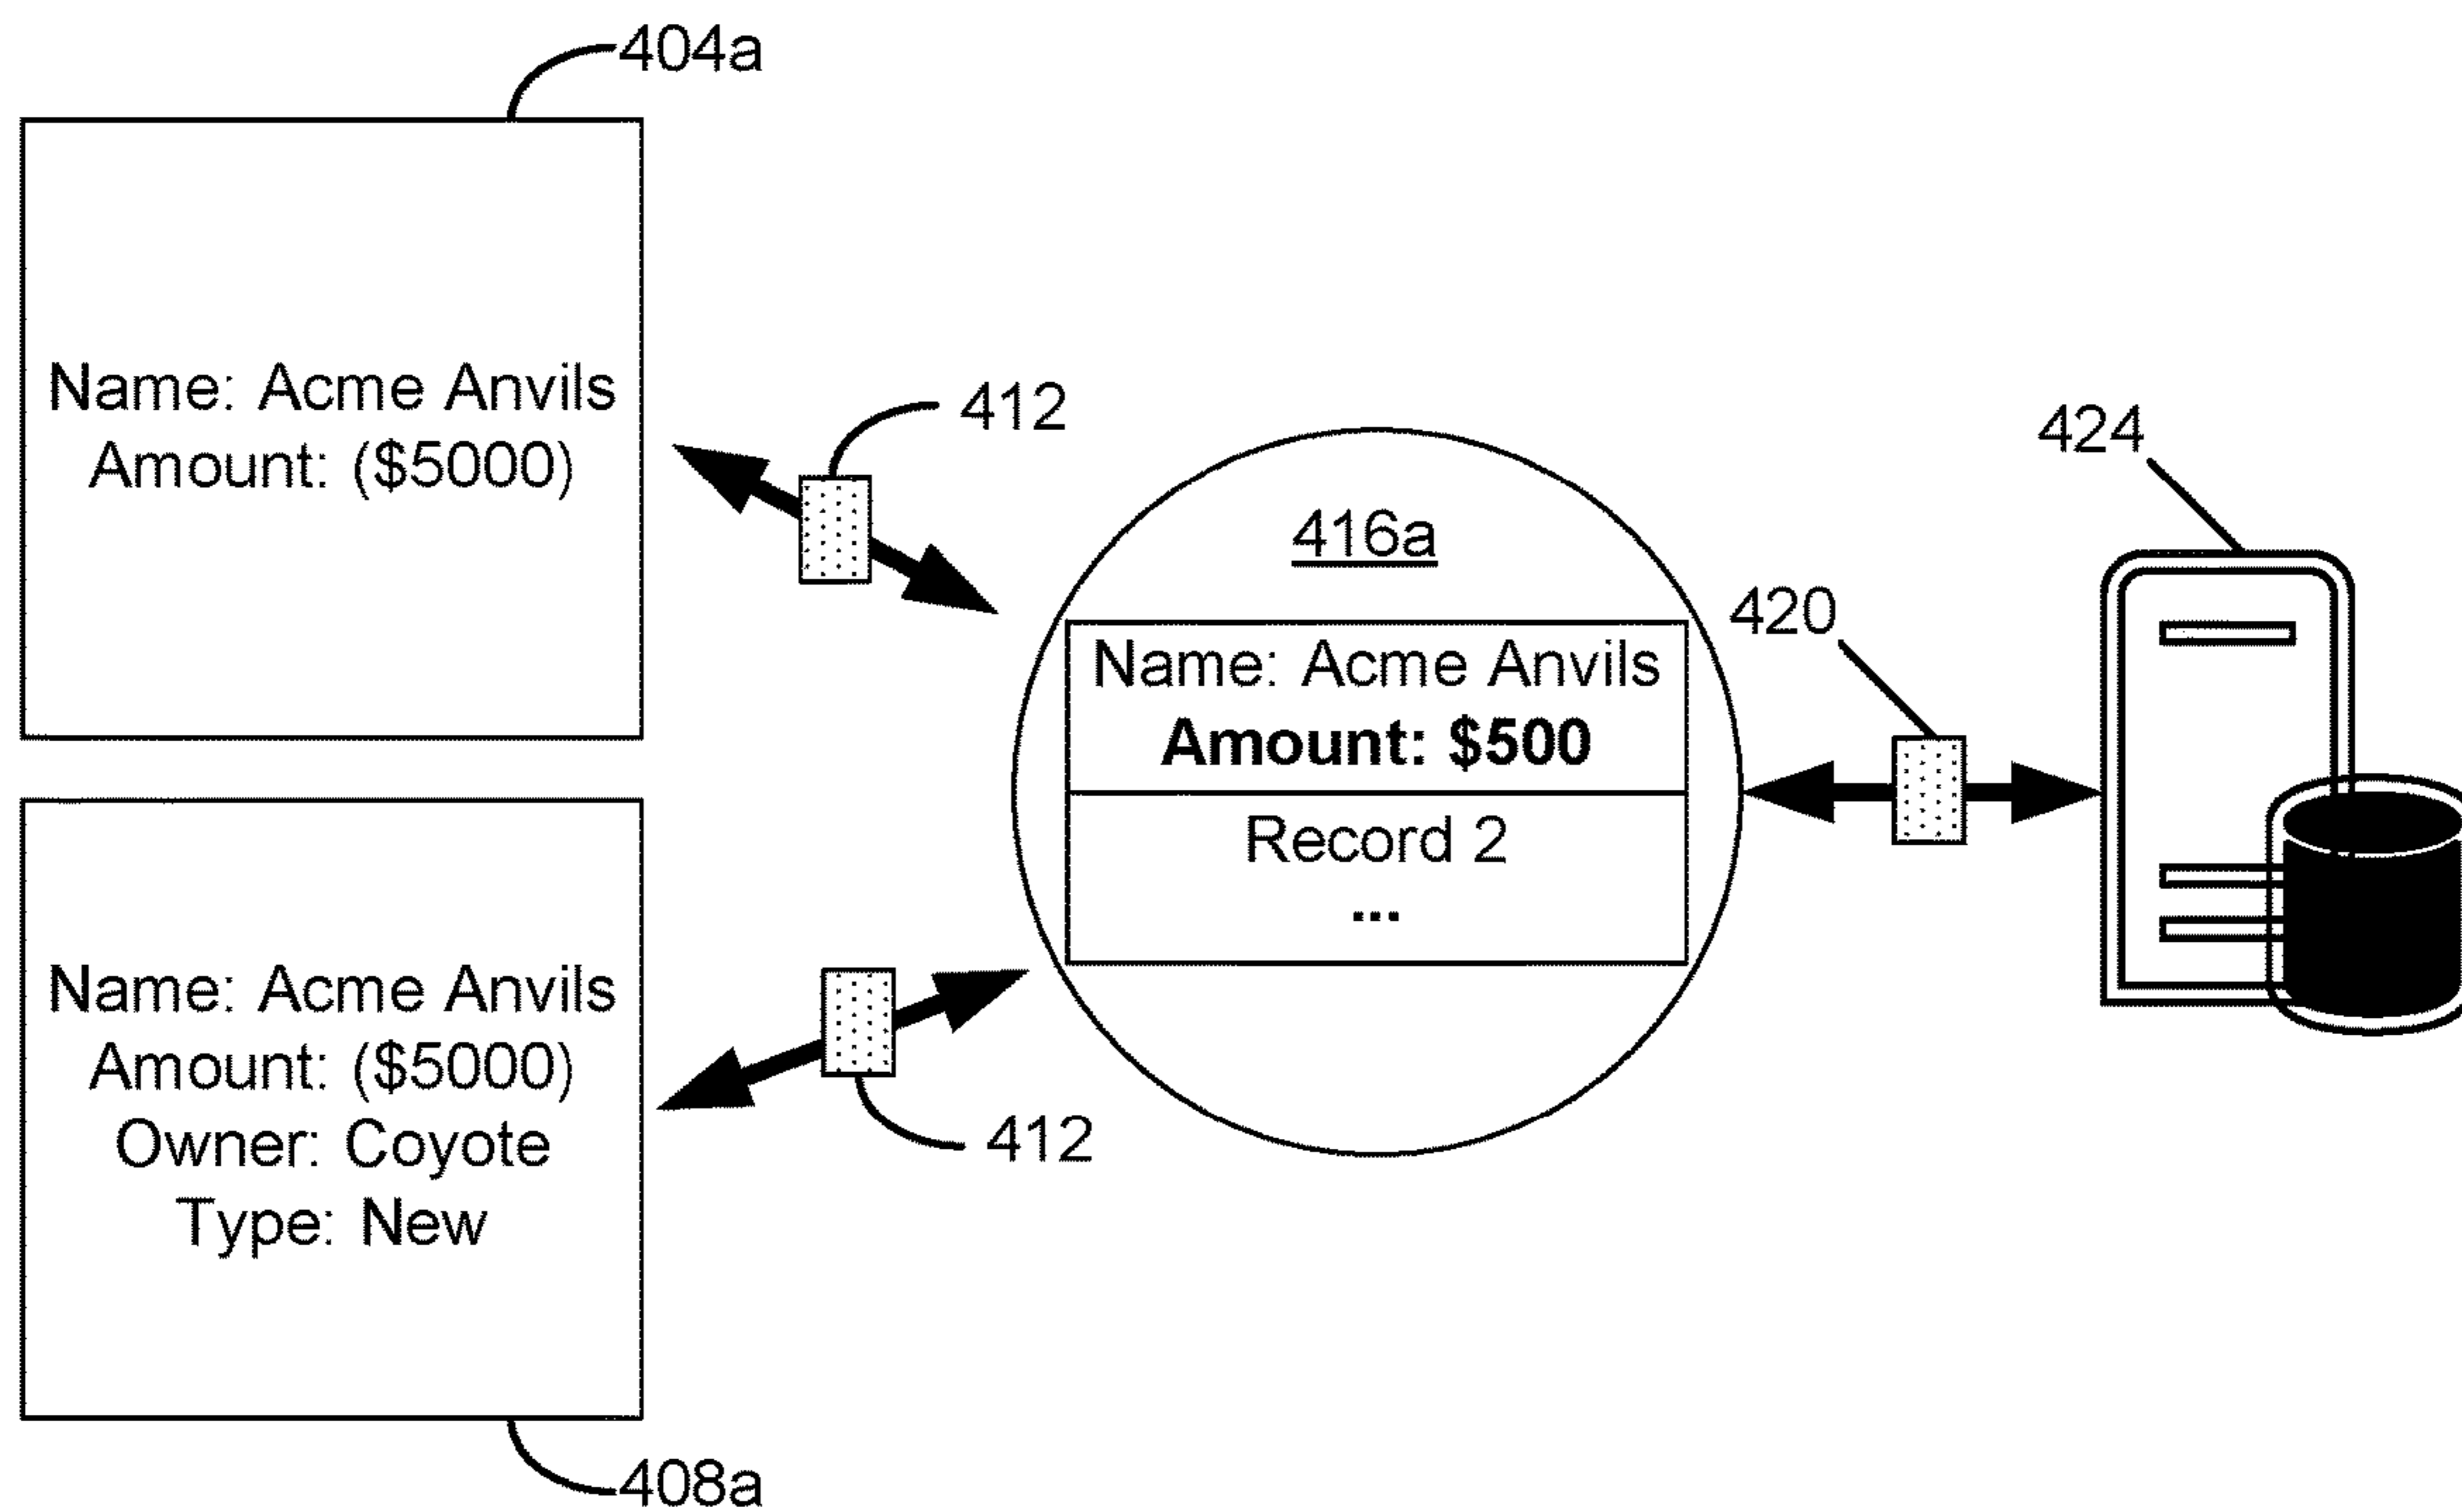 404a
Name: Acme Anvils
Amount: ($5000)
412
416a
Name: Acme Anvils
Amount: $500
Record 2
...
420
424
Name: Acme Anvils
Amount: ($5000)
Owner: Coyote
Type: New
412
408a